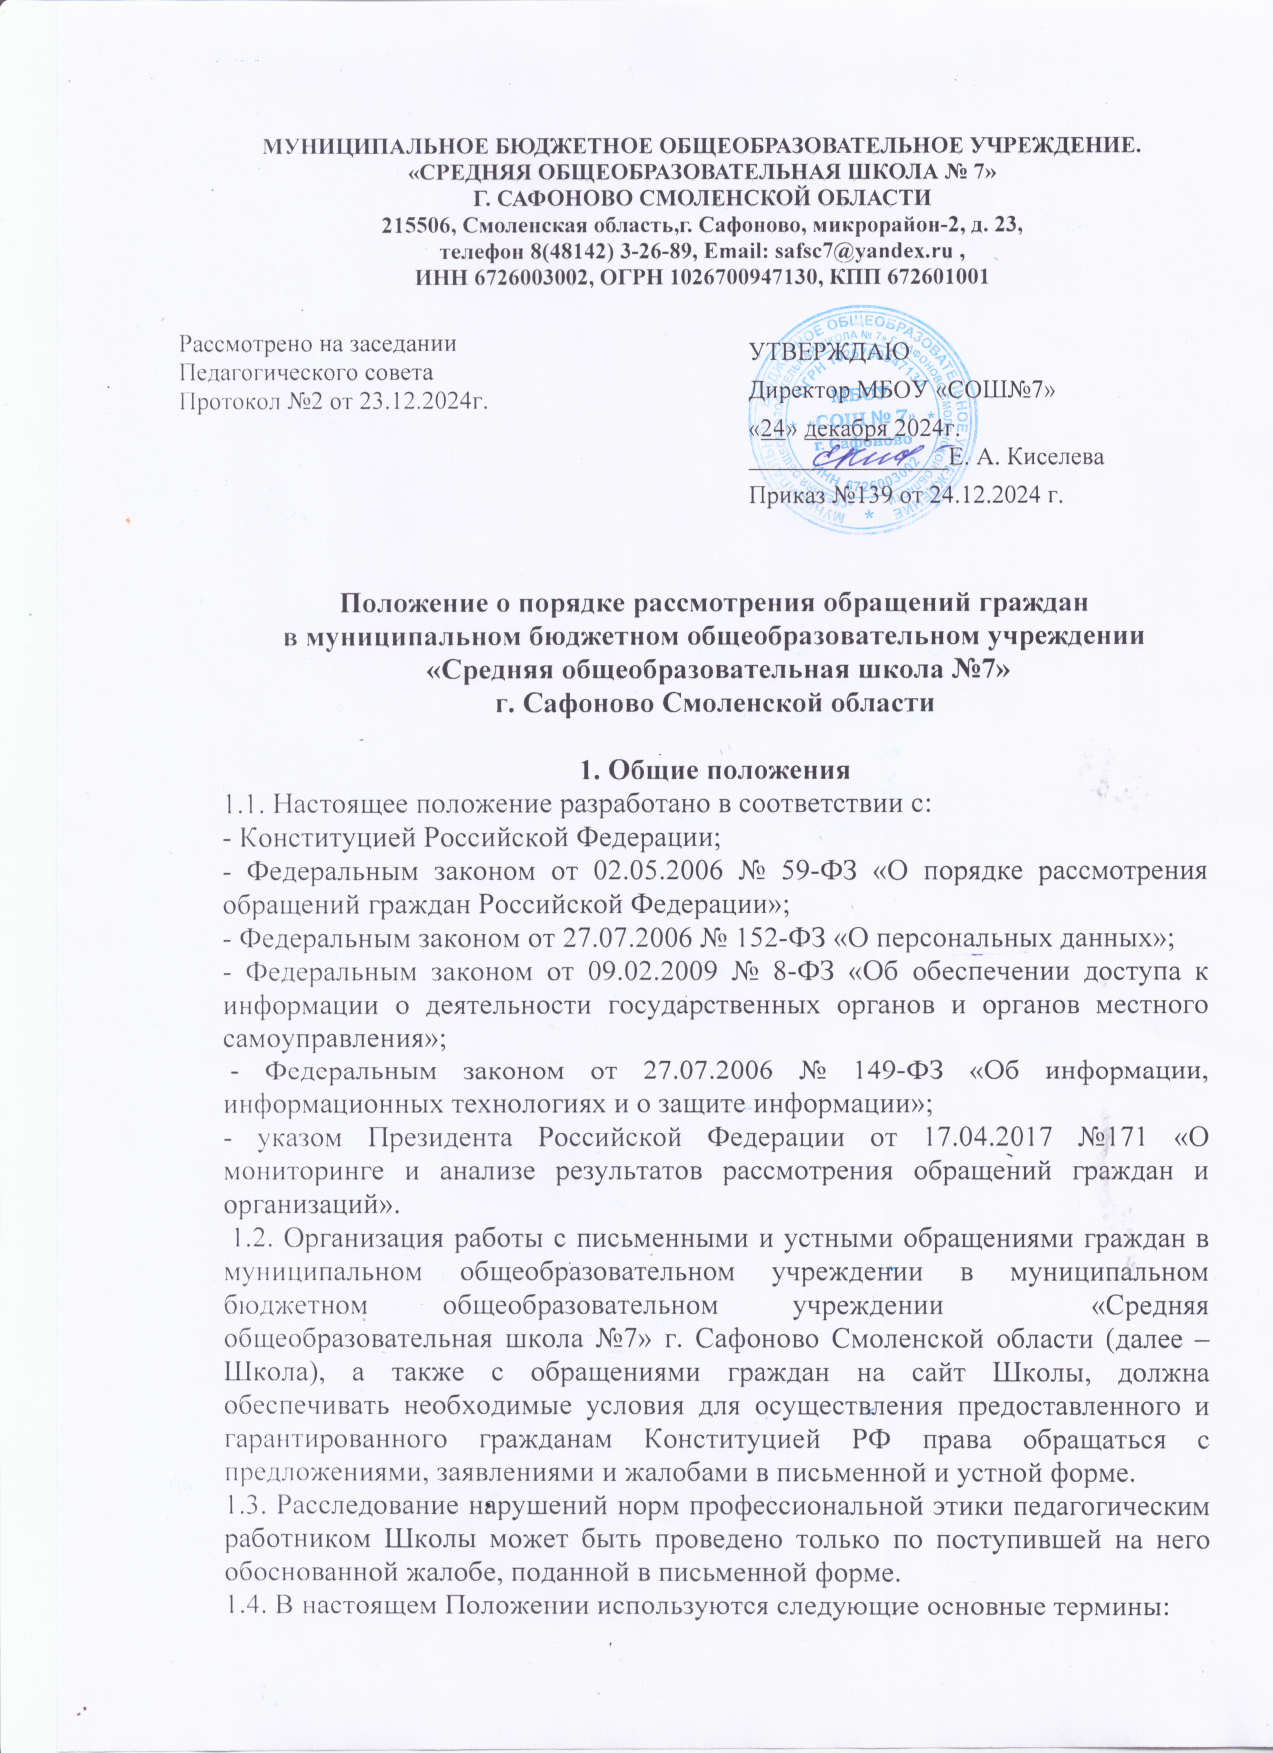 МУНИЦИПАЛЬНОЕ БЮДЖЕТНОЕ ОБЩЕОБРАЗОВАТЕЛЬНОЕ УЧРЕЖДЕНИЕ.
«СРЕДНЯЯ ОБЩЕОБРАЗОВАТЕЛЬНАЯ ШКОЛА № 7»
Г. САФОНОВО СМОЛЕНСКОЙ ОБЛАСТИ
215506, Смоленская область,г. Сафоново, микрорайон-2, д. 23,
телефон 8(48142) 3-26-89, Email: safsc7@yandex.ru ,
ИНН 6726003002, ОГРН 1026700947130, КПП 672601001
Рассмотрено на заседании
Педагогического совета
Протокол №2 от 23.12.2024г.
УТВЕРЖДАЮ
Директор МБОУ «СОШ№7»
«24» декабря 2024г.
Е. А. Киселева
Приказ №139 от 24.12.2024 г.
МБОУ
«СОШ № 7»
г. Сафоново
ИНН 6726003002
Положение о порядке рассмотрения обращений граждан
в муниципальном бюджетном общеобразовательном учреждении
«Средняя общеобразовательная школа №7»
г. Сафоново Смоленской области
1. Общие положения
1.1. Настоящее положение разработано в соответствии с:
- Конституцией Российской Федерации;
- Федеральным законом от 02.05.2006 № 59-ФЗ «О порядке рассмотрения
обращений граждан Российской Федерации»;
- Федеральным законом от 27.07.2006 № 152-ФЗ «О персональных данных»;
- Федеральным законом от 09.02.2009 № 8-ФЗ «Об обеспечении доступа к
информации о деятельности государственных органов и органов местного
самоуправления»;
- Федеральным законом от 27.07.2006 № 149-ФЗ «Об информации,
информационных технологиях и о защите информации»;
- указом Президента Российской Федерации от 17.04.2017 №171 «О
мониторинге и анализе результатов рассмотрения обращений граждан и
организаций».
1.2. Организация работы с письменными и устными обращениями граждан в
муниципальном общеобразовательном учреждении в муниципальном
бюджетном общеобразовательном учреждении «Средняя
общеобразовательная школа №7» г. Сафоново Смоленской области (далее –
Школа), а также с обращениями граждан на сайт Школы, должна
обеспечивать необходимые условия для осуществления предоставленного и
гарантированного гражданам Конституцией РФ права обращаться с
предложениями, заявлениями и жалобами в письменной и устной форме.
1.3. Расследование нарушений норм профессиональной этики педагогическим
работником Школы может быть проведено только по поступившей на него
обоснованной жалобе, поданной в письменной форме.
1.4. В настоящем Положении используются следующие основные термины: